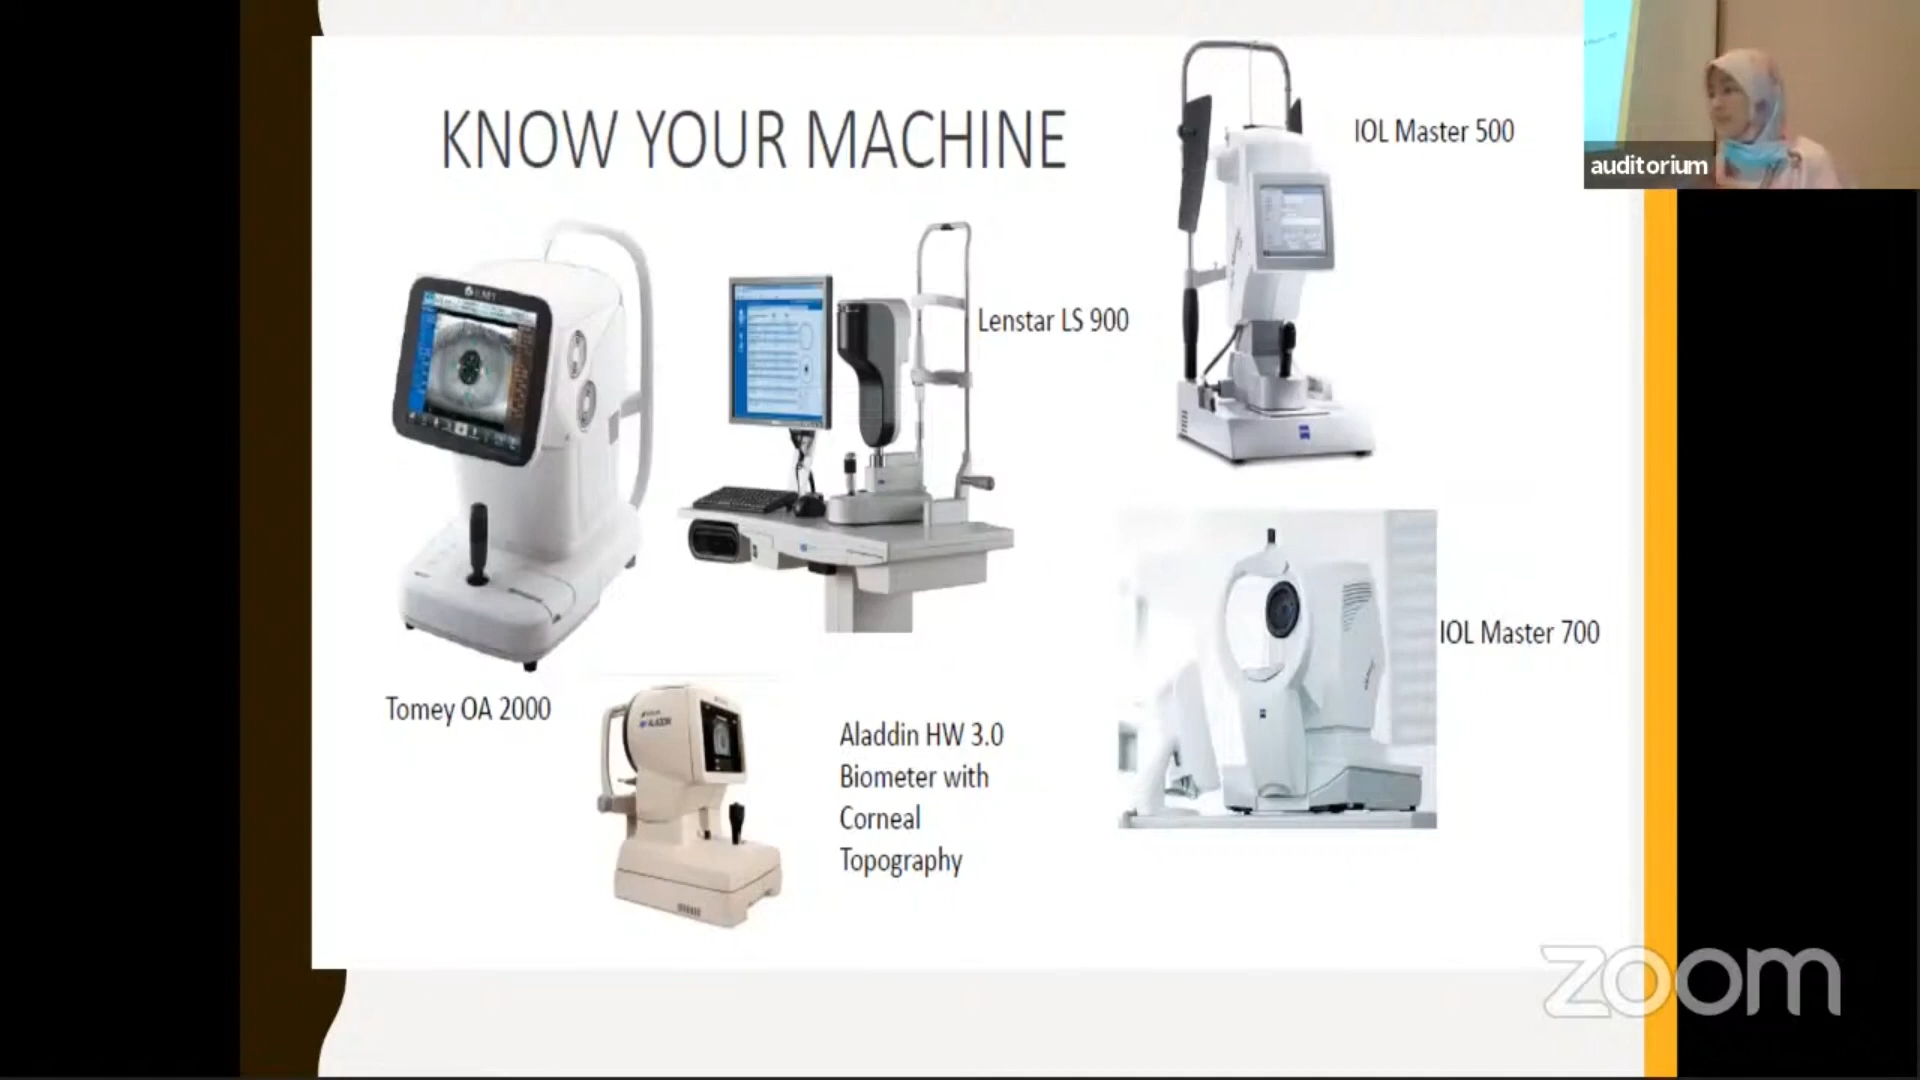 KNOW YOUR MACHINE
IOL Master 500
auditorium
Lenstar LS 900
IOL Master 700
Tomey OA 2000
Aladdin HW 3.0
Biometer with
Corneal
Topography
zoom